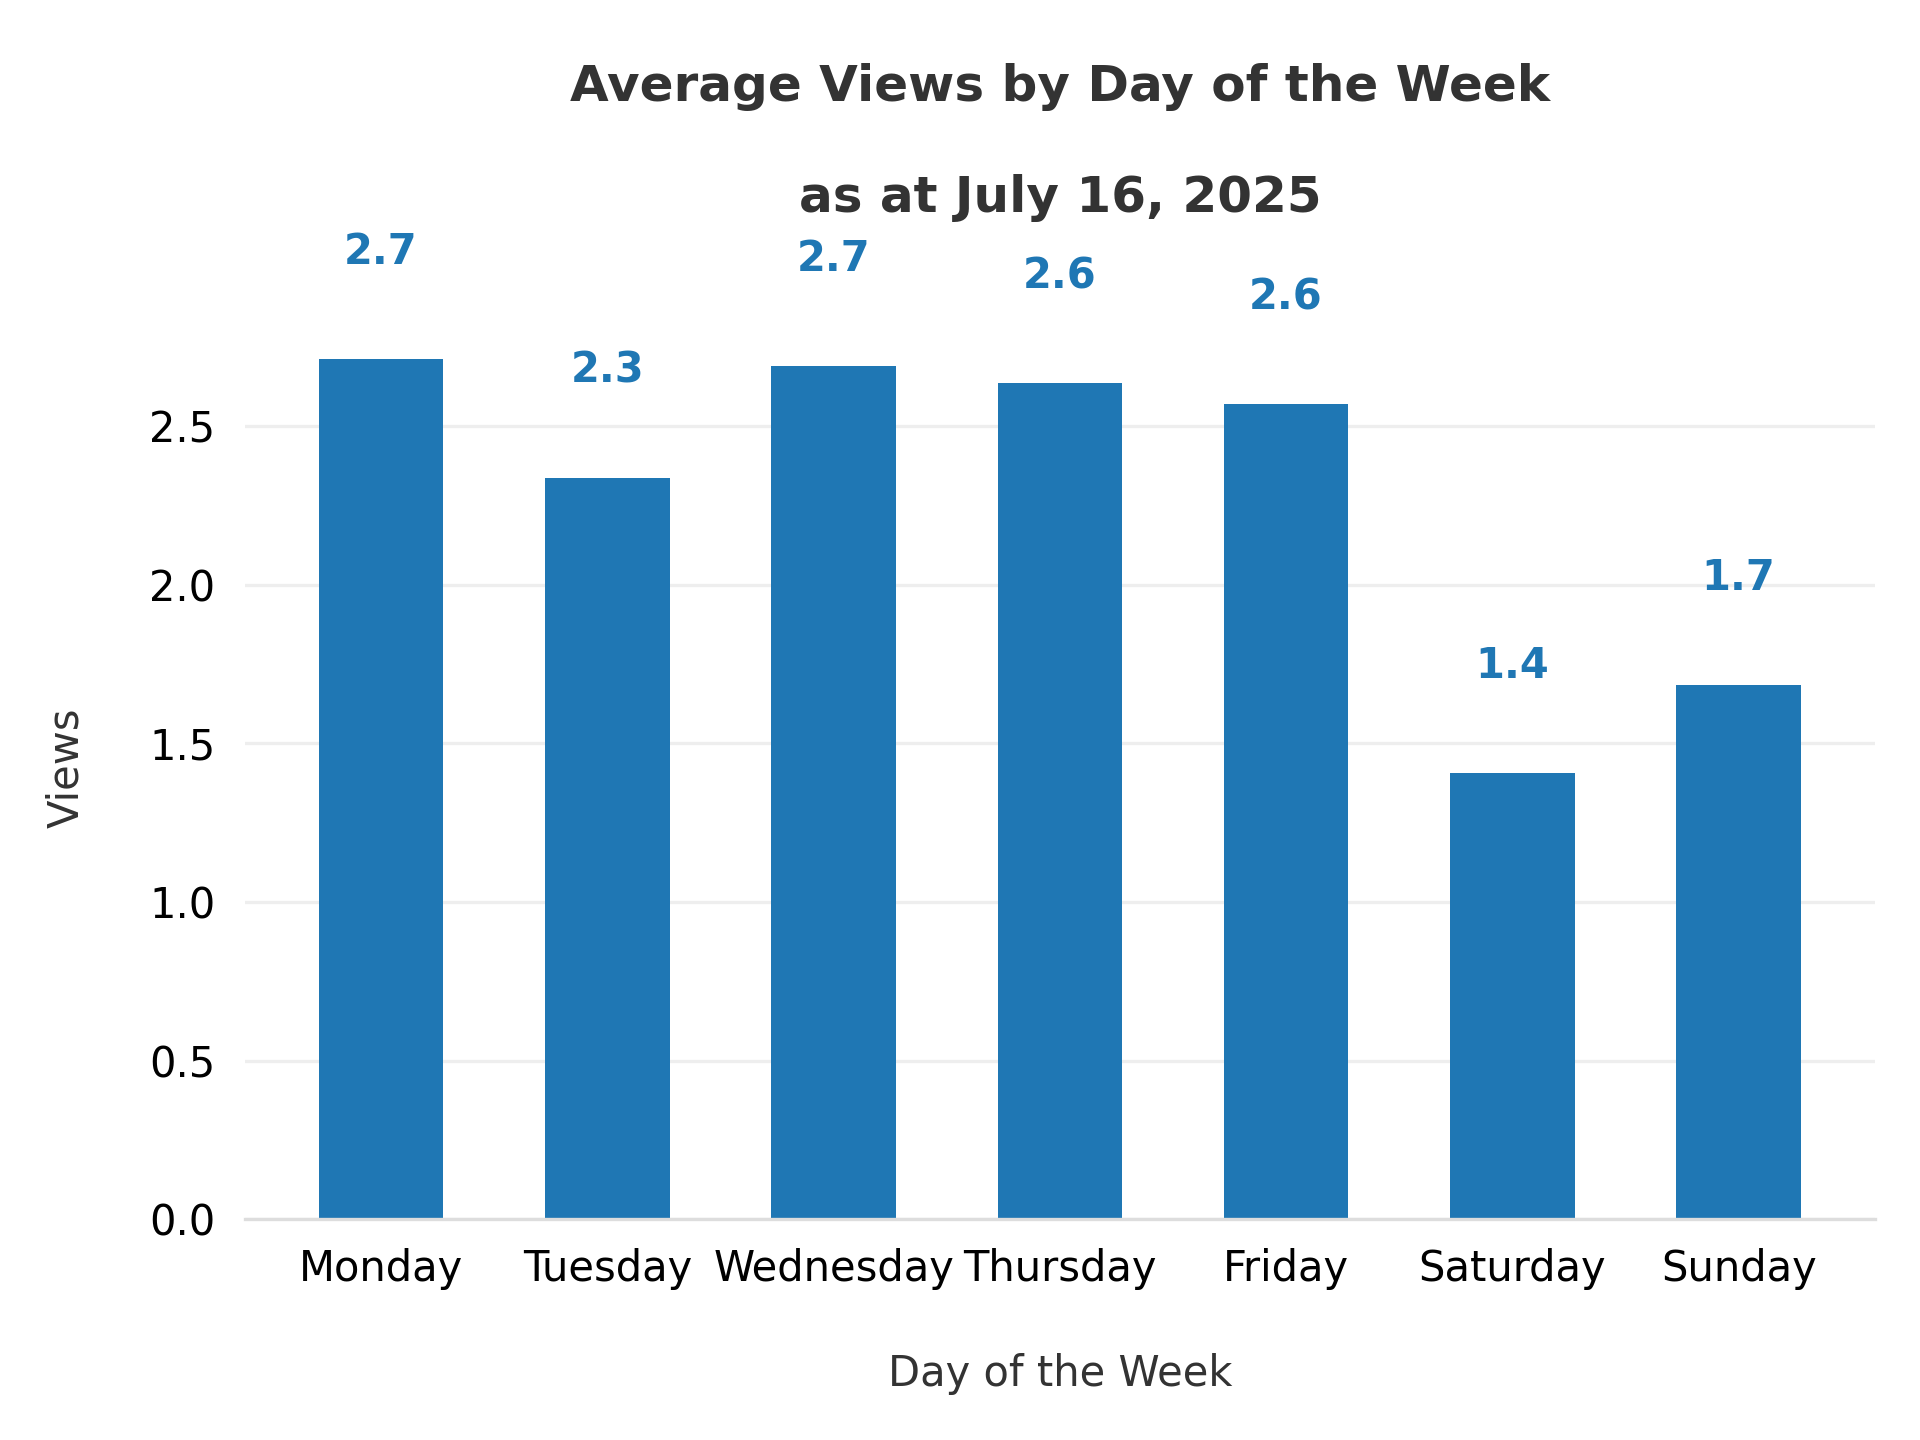 Average Views by Day of the Week
as at July 16, 2025
2.7
2.3
2.7
2.6
2.6
1.4
1.7
Views
2.5
2.0
1.5
1.0
0.5
0.0
Monday Tuesday Wednesday Thursday Friday Saturday Sunday
Day of the Week